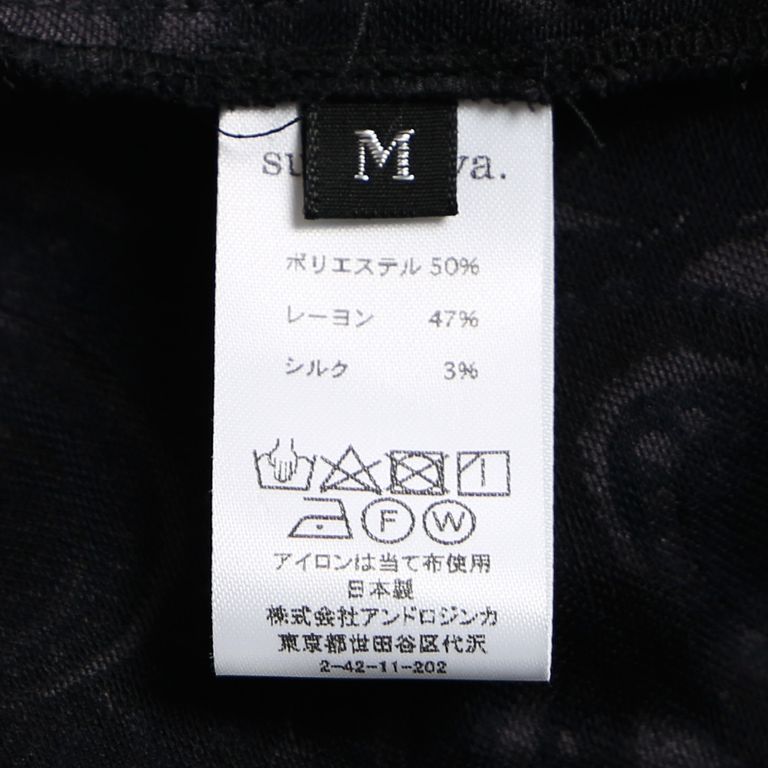 M
ポリエステル 50%
レーヨン 47%
シルク 3%
F W
アイロンは当て布使用
日本製
株式会社アンドロジンカ
東京都世田谷区代沢
2-42-11-202